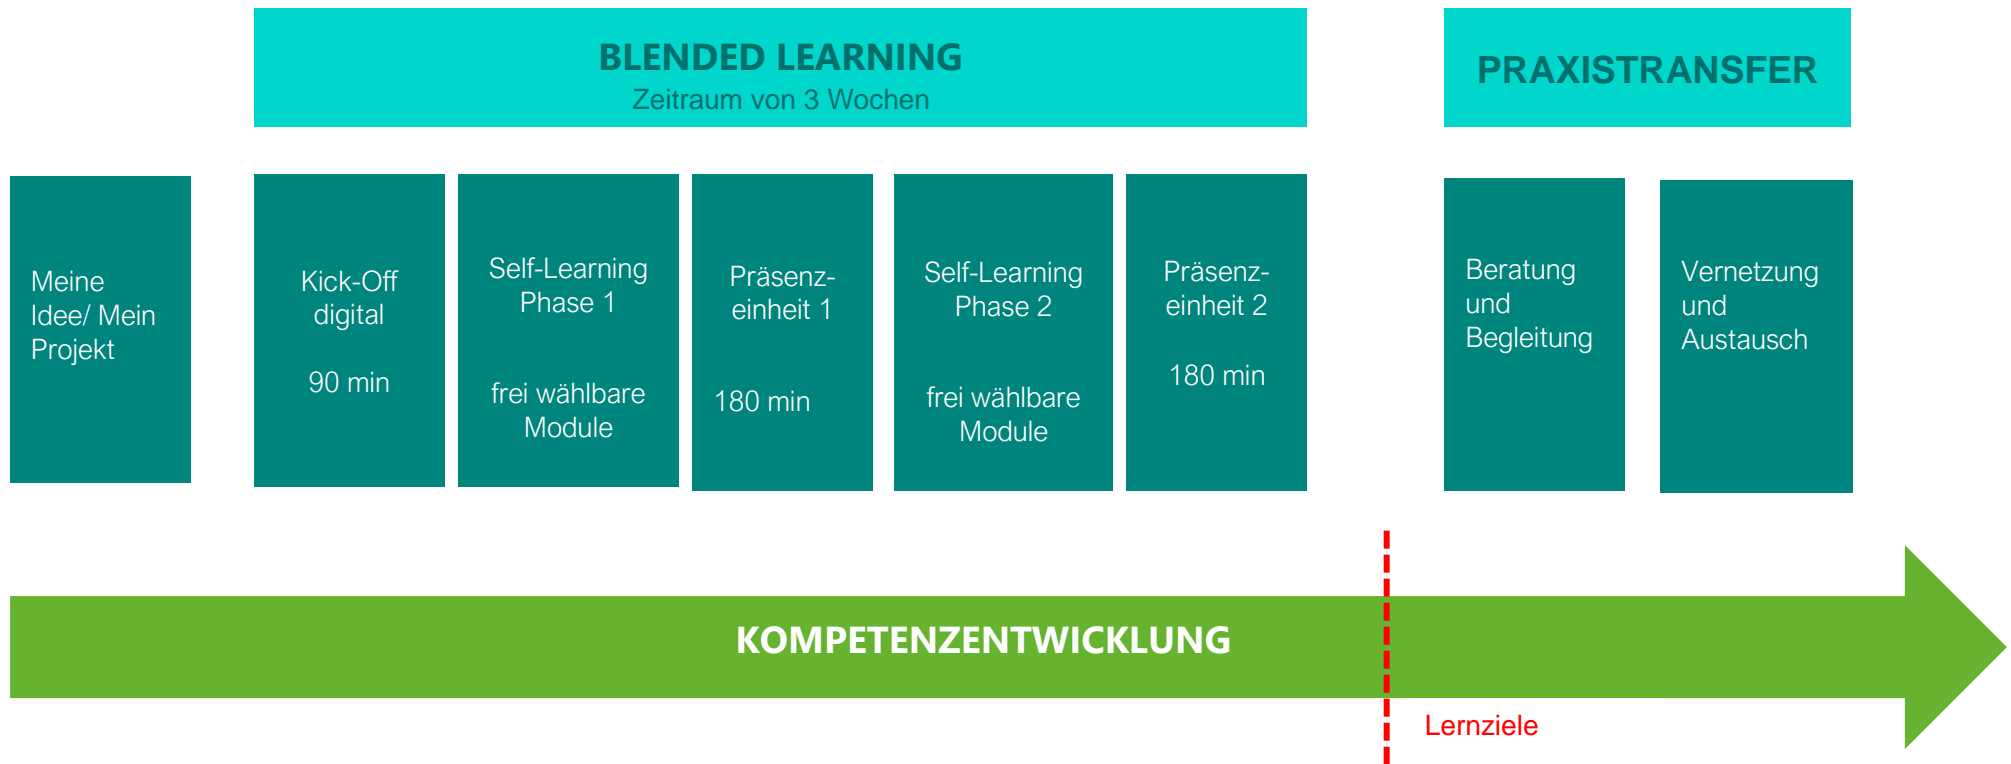 BLENDED LEARNING
Zeitraum von 3 Wochen
PRAXISTRANSFER
Meine
Idee/ Mein
Projekt
Kick-Off
digital
90 min
Self-Learning
Phase 1
frei wählbare
Module
Präsenz-
einheit 1
180 min
Self-Learning
Phase 2
frei wählbare
Module
Präsenz-
einheit 2
180 min
Beratung
und
Begleitung
Vernetzung
und
Austausch
KOMPETENZENTWICKLUNG
Lernziele